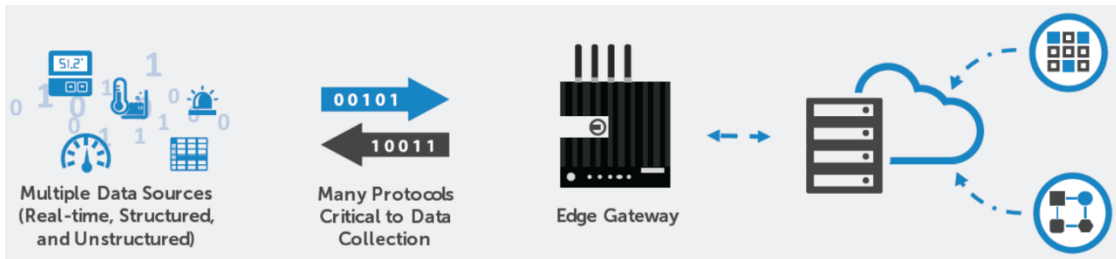 51.2°
1
0
1
0
1
0
0
1
1
1
0
0
0
Multiple Data Sources
(Real-time, Structured,
and Unstructured)
00101
10011
Many Protocols
Critical to Data
Collection
Edge Gateway